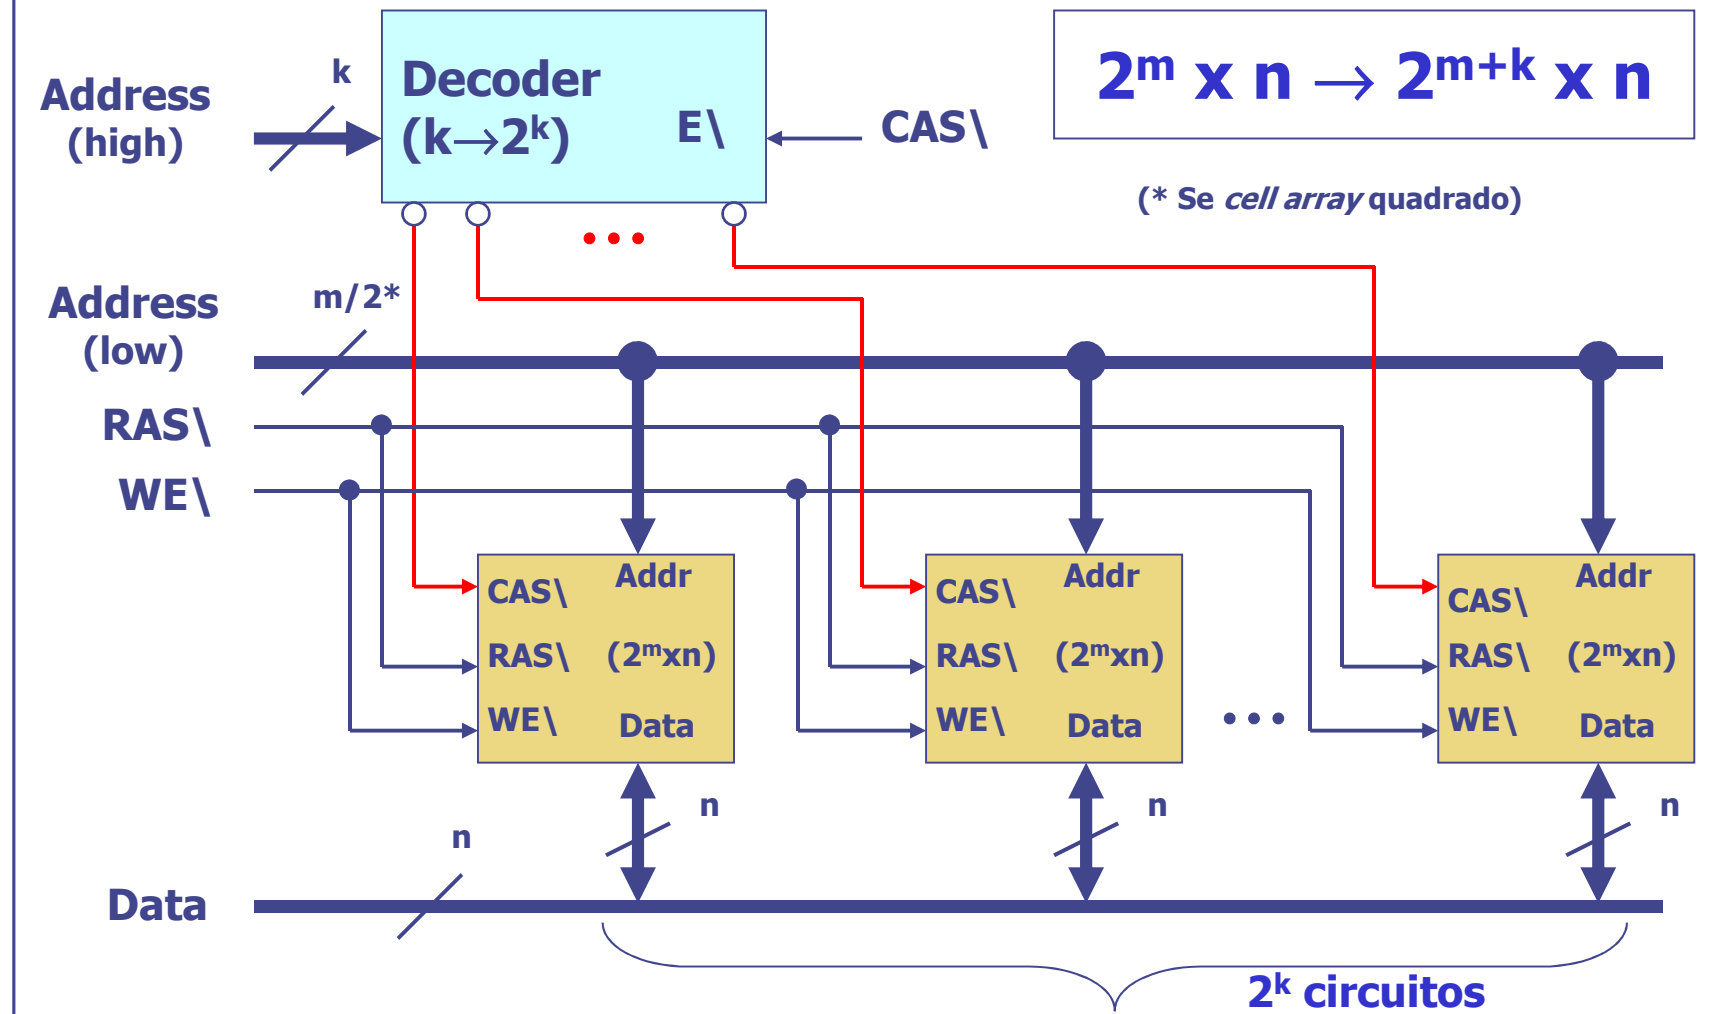 Address
(high)
k
Decoder
(k→2ᵏ)
E\
CAS\
2ᵐ x n → 2ᵐ⁺ᵏ x n
(* Se cell array quadrado)
...
Address
(low)
m/2*
RAS\
WE\
CAS\
Addr
RAS\
(2ᵐxn)
WE\
Data
CAS\
Addr
RAS\
(2ᵐxn)
WE\
Data
...
CAS\
Addr
RAS\
(2ᵐxn)
WE\
Data
n
n
n
n
Data
2ᵏ circuitos